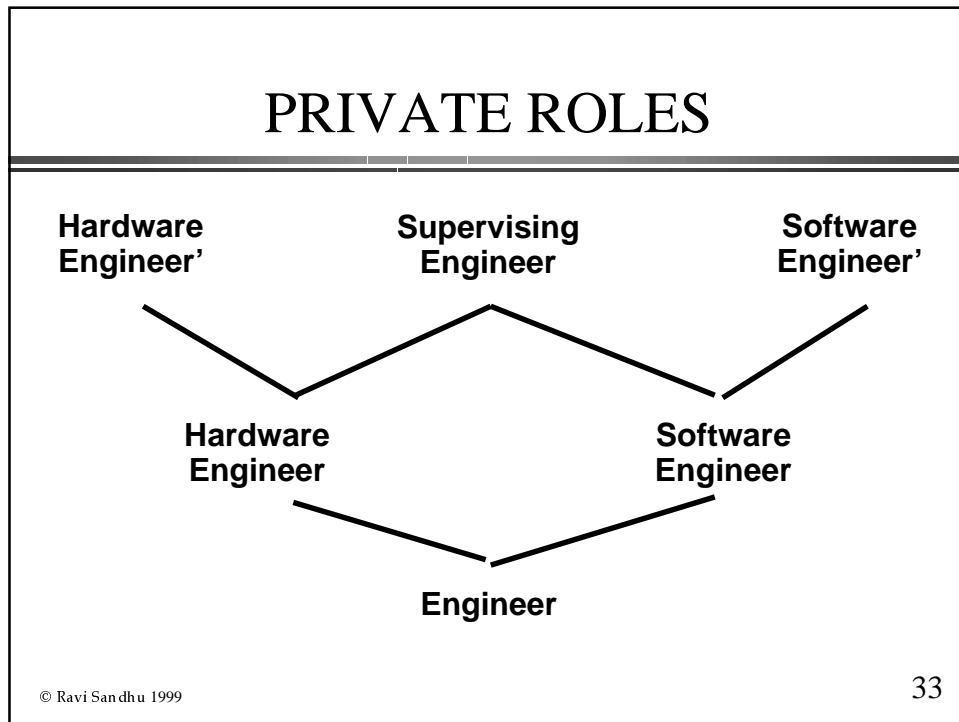 PRIVATE ROLES
Hardware
Engineer’
Supervising
Engineer
Software
Engineer’
Hardware
Engineer
Software
Engineer
Engineer
© Ravi Sandhu 1999
33